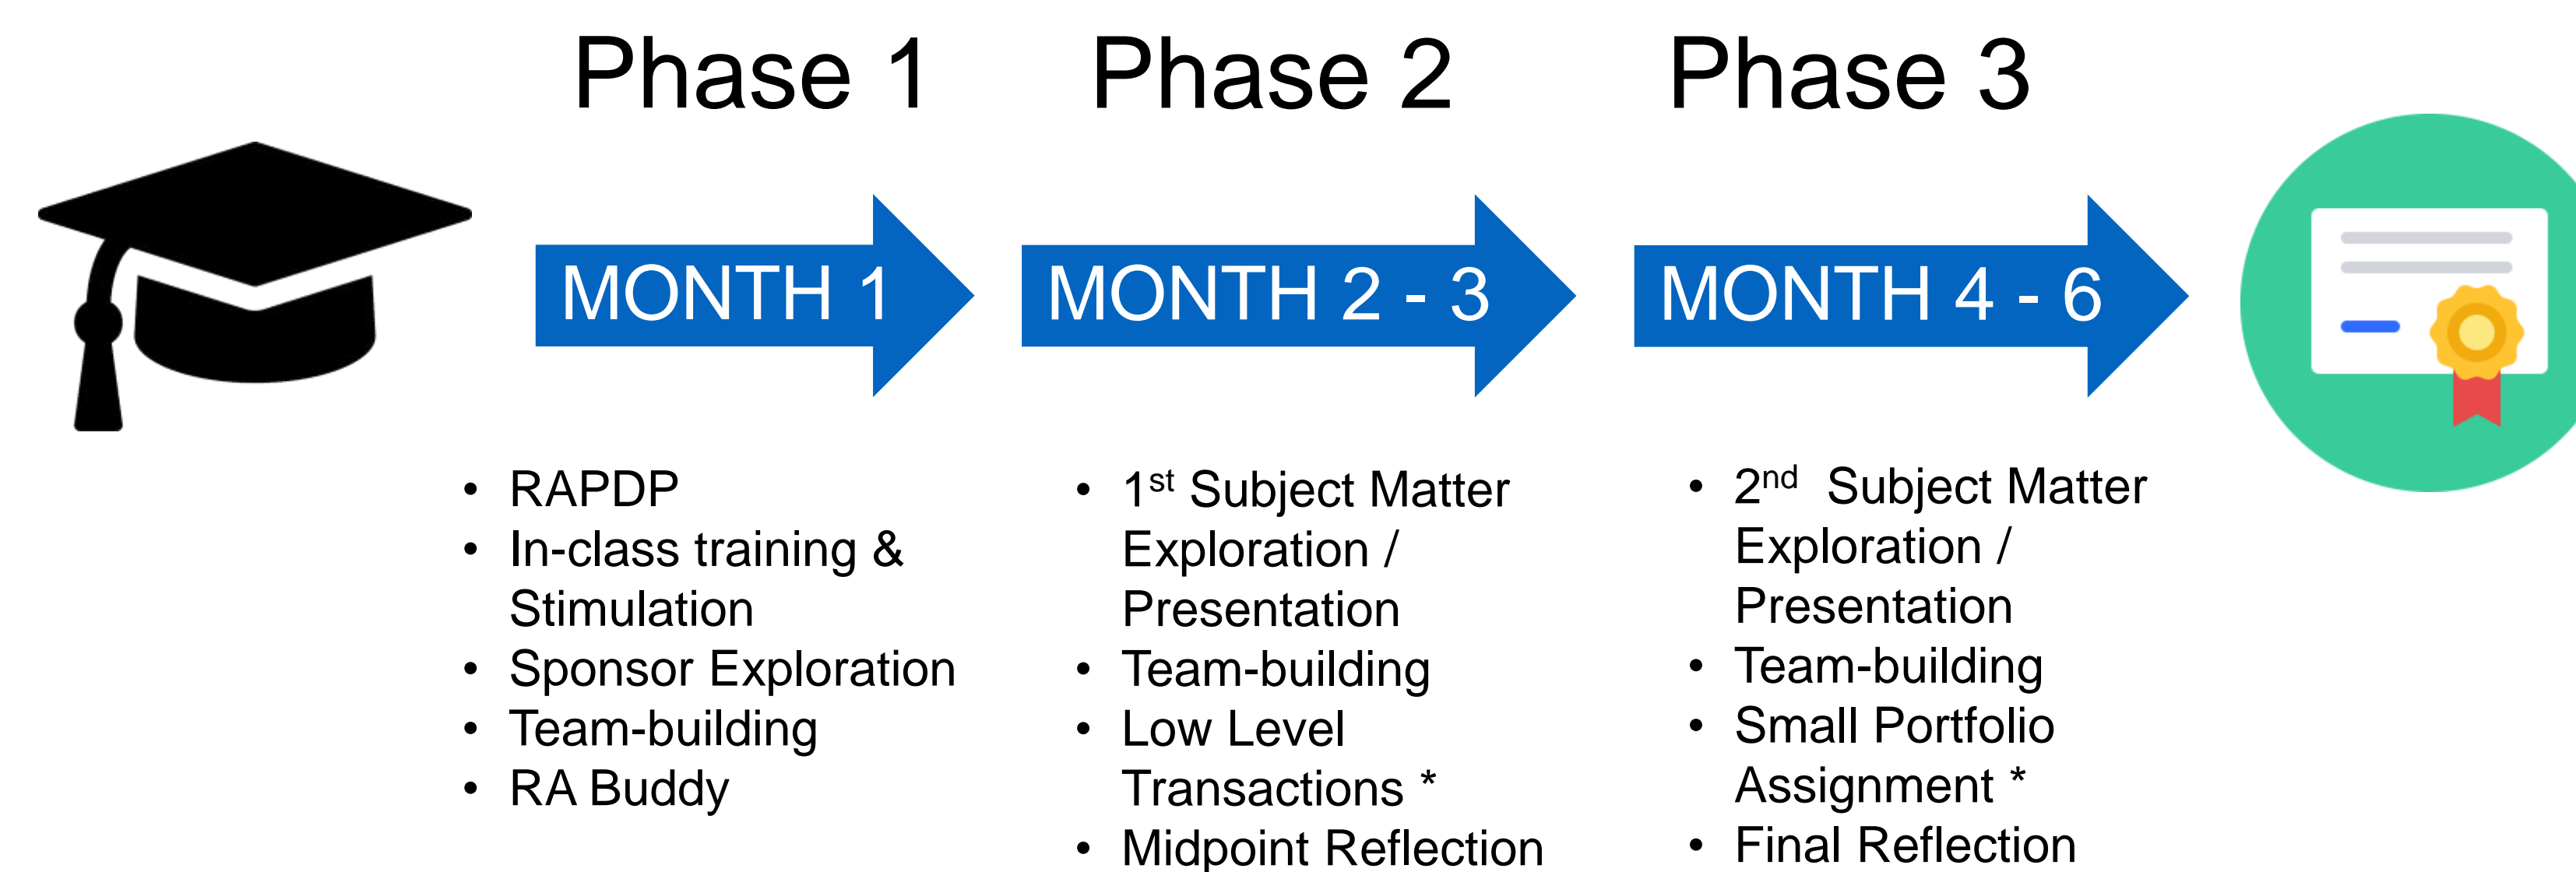 Phase 1
MONTH 1
• RAPDP
• In-class training &
Stimulation
• Sponsor Exploration
• Team-building
• RA Buddy
Phase 2
MONTH 2 - 3
• 1st Subject Matter
Exploration /
Presentation
• Team-building
• Low Level
Transactions *
• Midpoint Reflection
Phase 3
MONTH 4 - 6
• 2nd Subject Matter
Exploration /
Presentation
• Team-building
• Small Portfolio
Assignment *
• Final Reflection